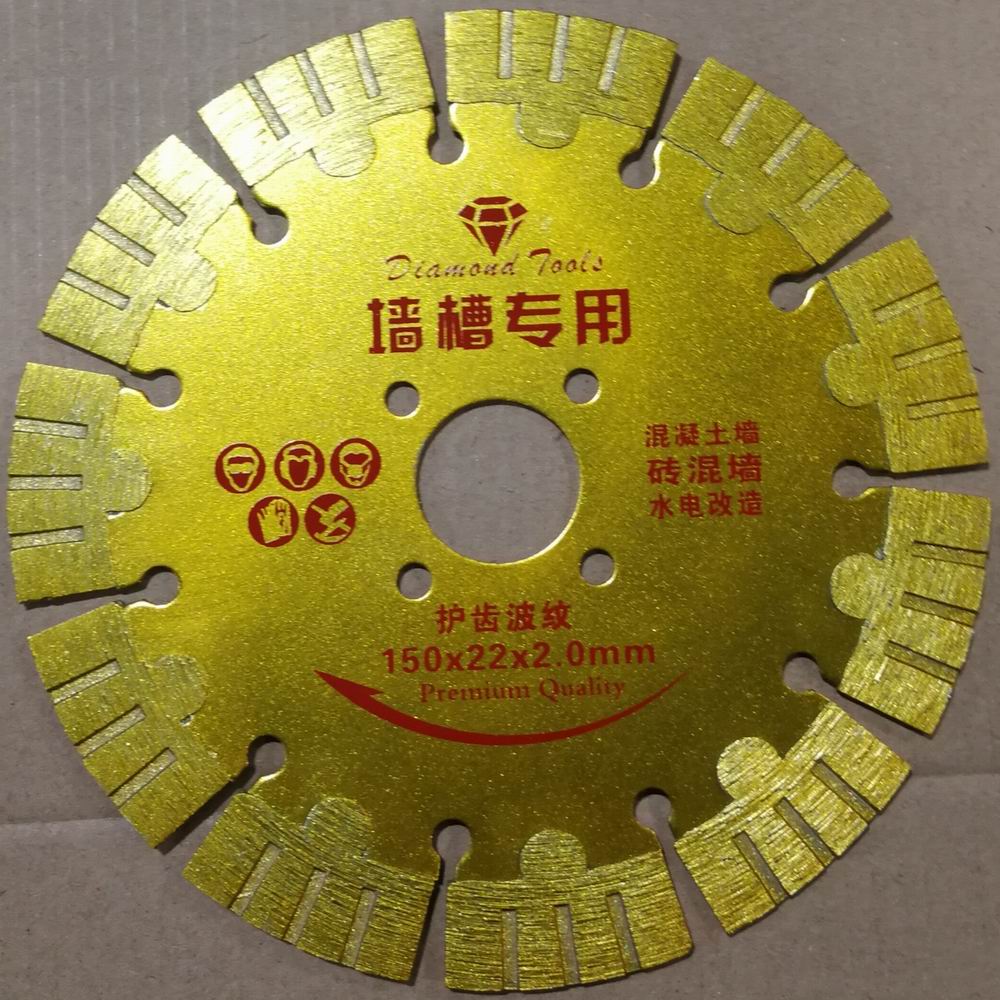 Diamond Tools
墙槽专用
混凝土墙
砖混墙
水电改造
护齿波纹
150x22x2.0mm
Premium Quality